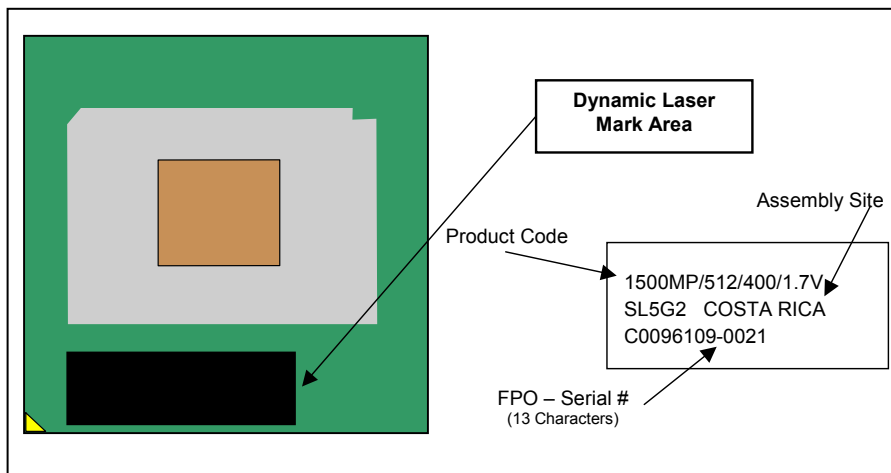 Dynamic Laser
Mark Area
Assembly Site
Product Code
1500MP/512/400/1.7V
SL5G2 COSTA RICA
C0096109-0021
FPO – Serial #
(13 Characters)